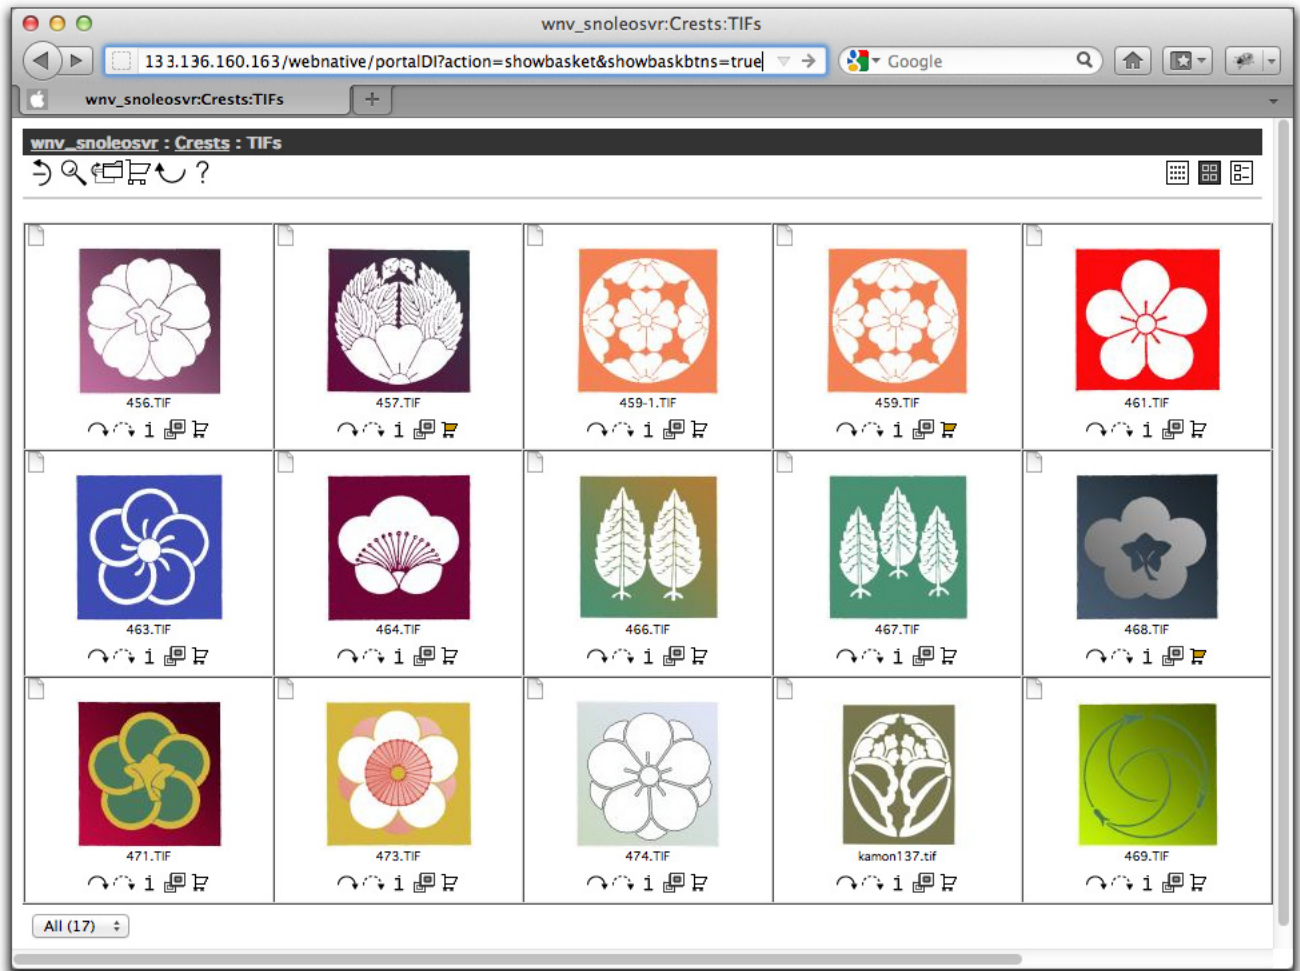 wnv_snoleosvr:Crests:TIFs
133.136.160.163/webnative/portalDI?action=showbasket&showbaskbtns=true
Google
wnv_snoleosvr:Crests:TIFs
wnv_snoleosvr : Crests : TIFs
?
456.TIF 457.TIF 459-1.TIF 459.TIF 461.TIF
i i i i i
463.TIF 464.TIF 466.TIF 467.TIF 468.TIF
i i i i i
471.TIF 473.TIF 474.TIF kamon137.tif 469.TIF
i i i i i
All (17)